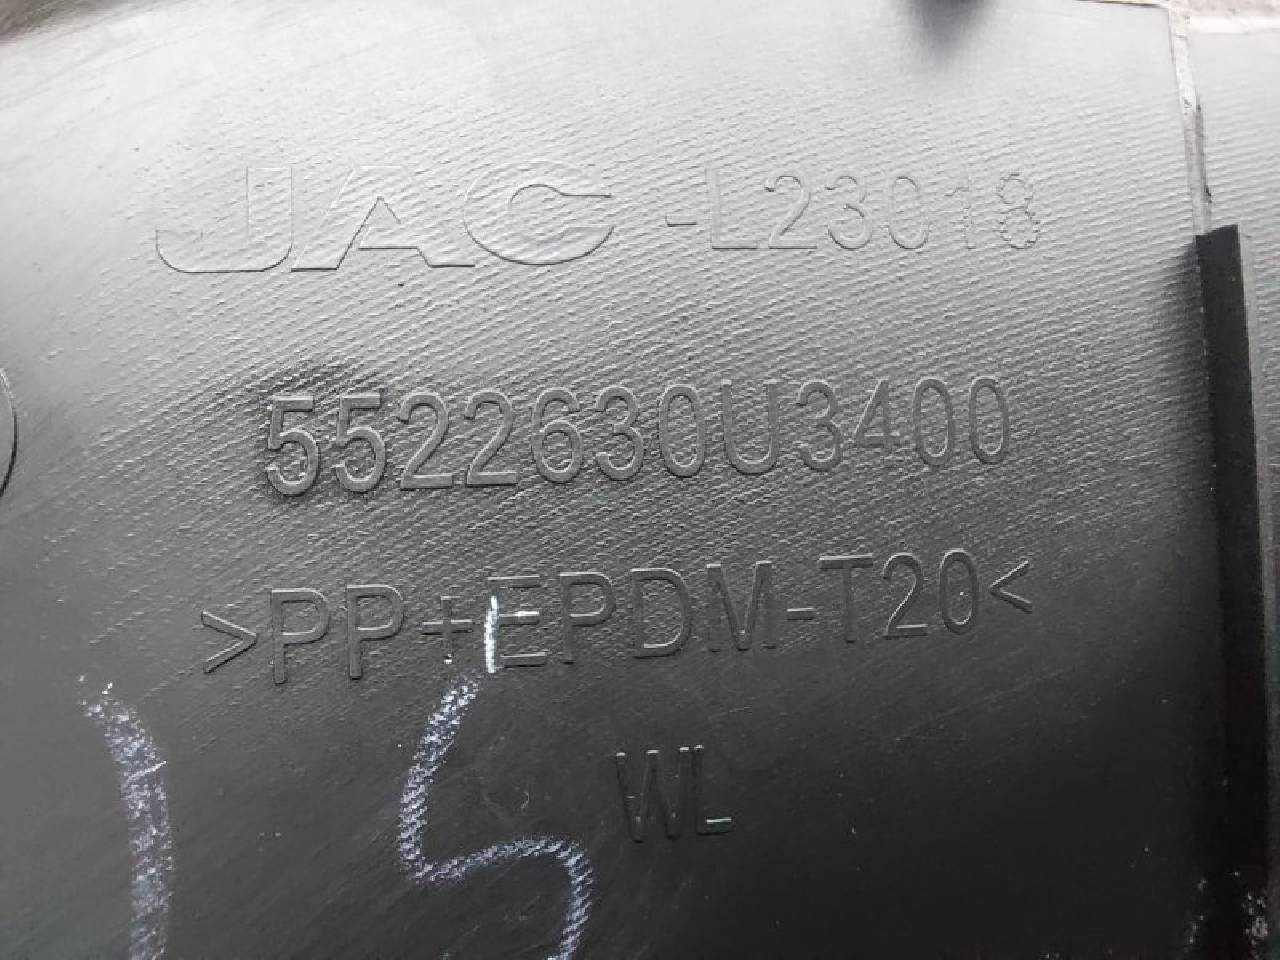 JAC -L23018
5522630U3400
>PP+EPDM-T20<
WL